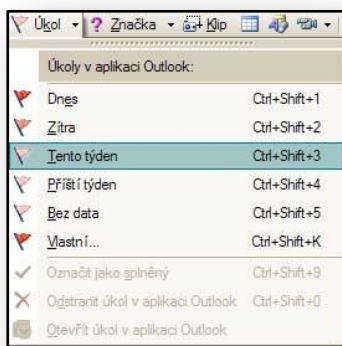 Úkol ? Značka Klip
Úkoly v aplikaci Outlook:
Dnes Ctrl+Shift+1
Zítra Ctrl+Shift+2
Tento týden Ctrl+Shift+3
Příští týden Ctrl+Shift+4
Bez data Ctrl+Shift+5
Vlastní... Ctrl+Shift+K
Označit jako splněný Ctrl+Shift+9
Odstranit úkol v aplikaci Outlook Ctrl+Shift+0
Otevřít úkol v aplikaci Outlook